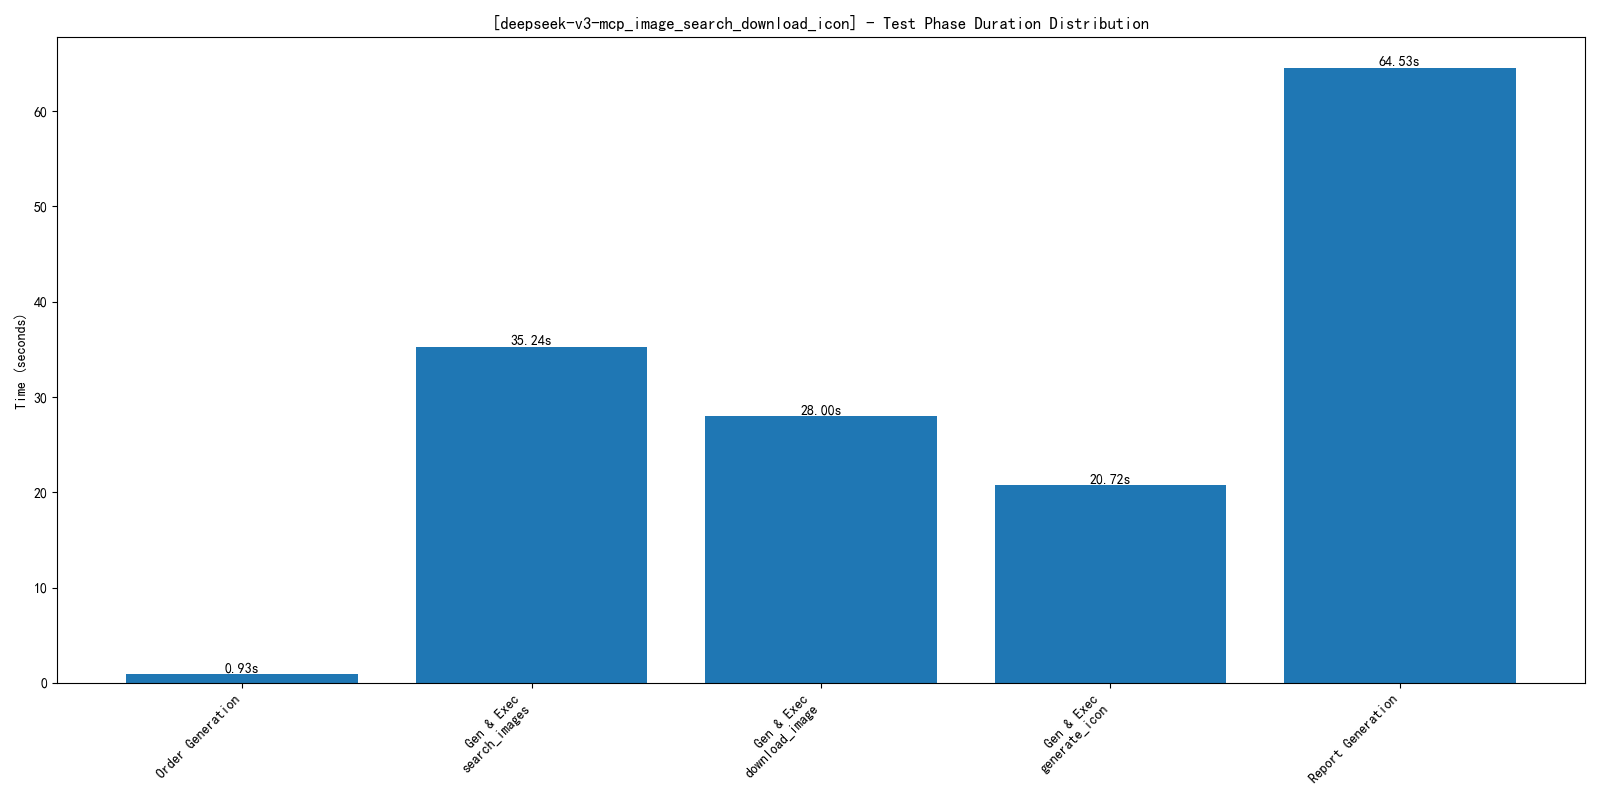 [deepseek-v3-mcp_image_search_download_icon] - Test Phase Duration Distribution
64.53s
35.24s
28.00s
20.72s
0.93s
60
50
40
30
20
10
0
Time (seconds)
Order Generation
Gen & Exec
search_images
Gen & Exec
download_image
Gen & Exec
generate_icon
Report Generation